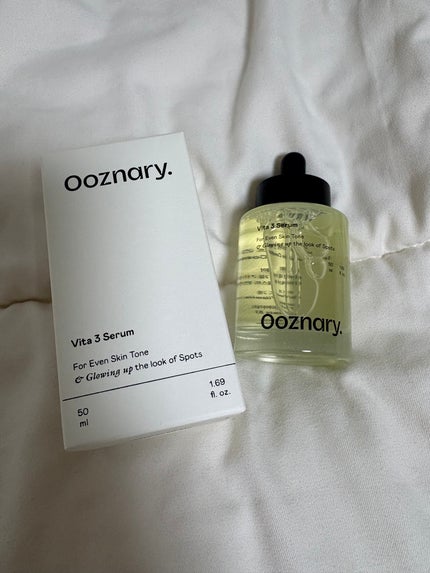 Ooznary.
Vita 3 Serum
For Even Skin Tone
& Glowing up the look of Spots
50
ml
1.69
fl. oz.
Vita 3 Serum
For Even Skin Tone
& Glowing up the look of Spots
Ooznary.